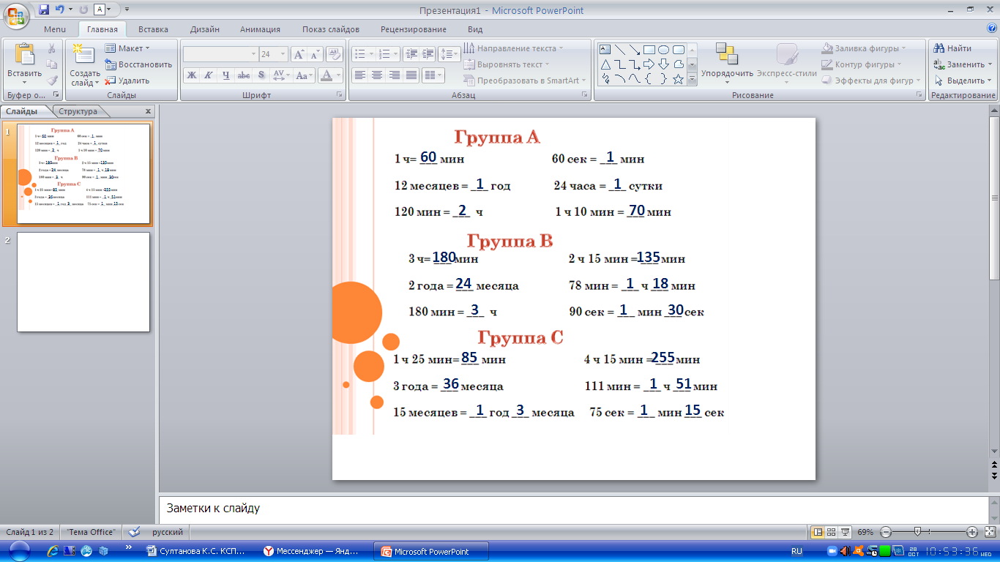 Презентация1 - Microsoft PowerPoint
Menu Главная Вставка Дизайн Анимация Показ слайдов Рецензирование Вид
Вставить
Создать слайд
Макет
Восстановить
Удалить
24
Направление текста
Выровнять текст
Преобразовать в SmartArt
Упорядочить
Экспресс-стили
Заливка фигуры
Контур фигуры
Эффекты для фигур
Найти
Заменить
Выделить
Буфер о... Слайды Шрифт Абзац Рисование Редактирование
Слайды Структура x
1
2
Группа А
1 ч= 60 мин 60 сек = 1 мин
12 месяцев = 1 год 24 часа = 1 сутки
120 мин = 2 ч 1 ч 10 мин = 70 мин
Группа В
3 ч= 180 мин 2 ч 15 мин = 135 мин
2 года = 24 месяца 78 мин = 1 ч 18 мин
180 мин = 3 ч 90 сек = 1 мин 30 сек
Группа С
1 ч 25 мин= 85 мин 4 ч 15 мин = 255 мин
3 года = 36 месяца 111 мин = 1 ч 51 мин
15 месяцев = 1 год 3 месяца 75 сек = 1 мин 15 сек
Заметки к слайду
Слайд 1 из 2 "Тема Office" русский 69%
Султанова К.С. КСП... Мессенджер — Янд... Microsoft PowerPoint RU 28 OCT 10:53:36 WED